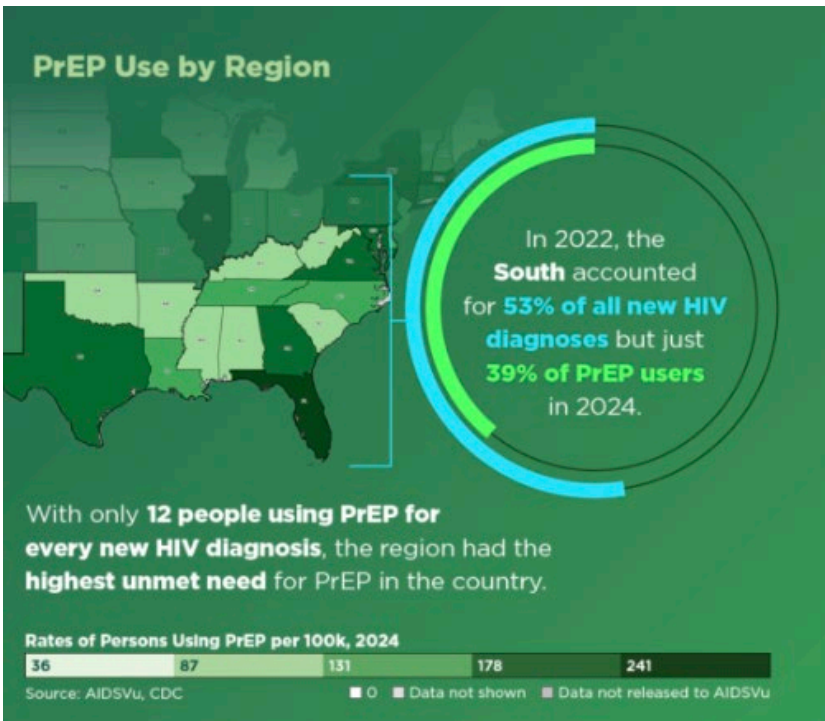 PrEP Use by Region
In 2022, the
South accounted
for 53% of all new HIV
diagnoses but just
39% of PrEP users
in 2024.
With only 12 people using PrEP for
every new HIV diagnosis, the region had the
highest unmet need for PrEP in the country.
Rates of Persons Using PrEP per 100k, 2024
36 87 131 178 241
Source: AIDSVu, CDC 0 Data not shown Data not released to AIDSVu